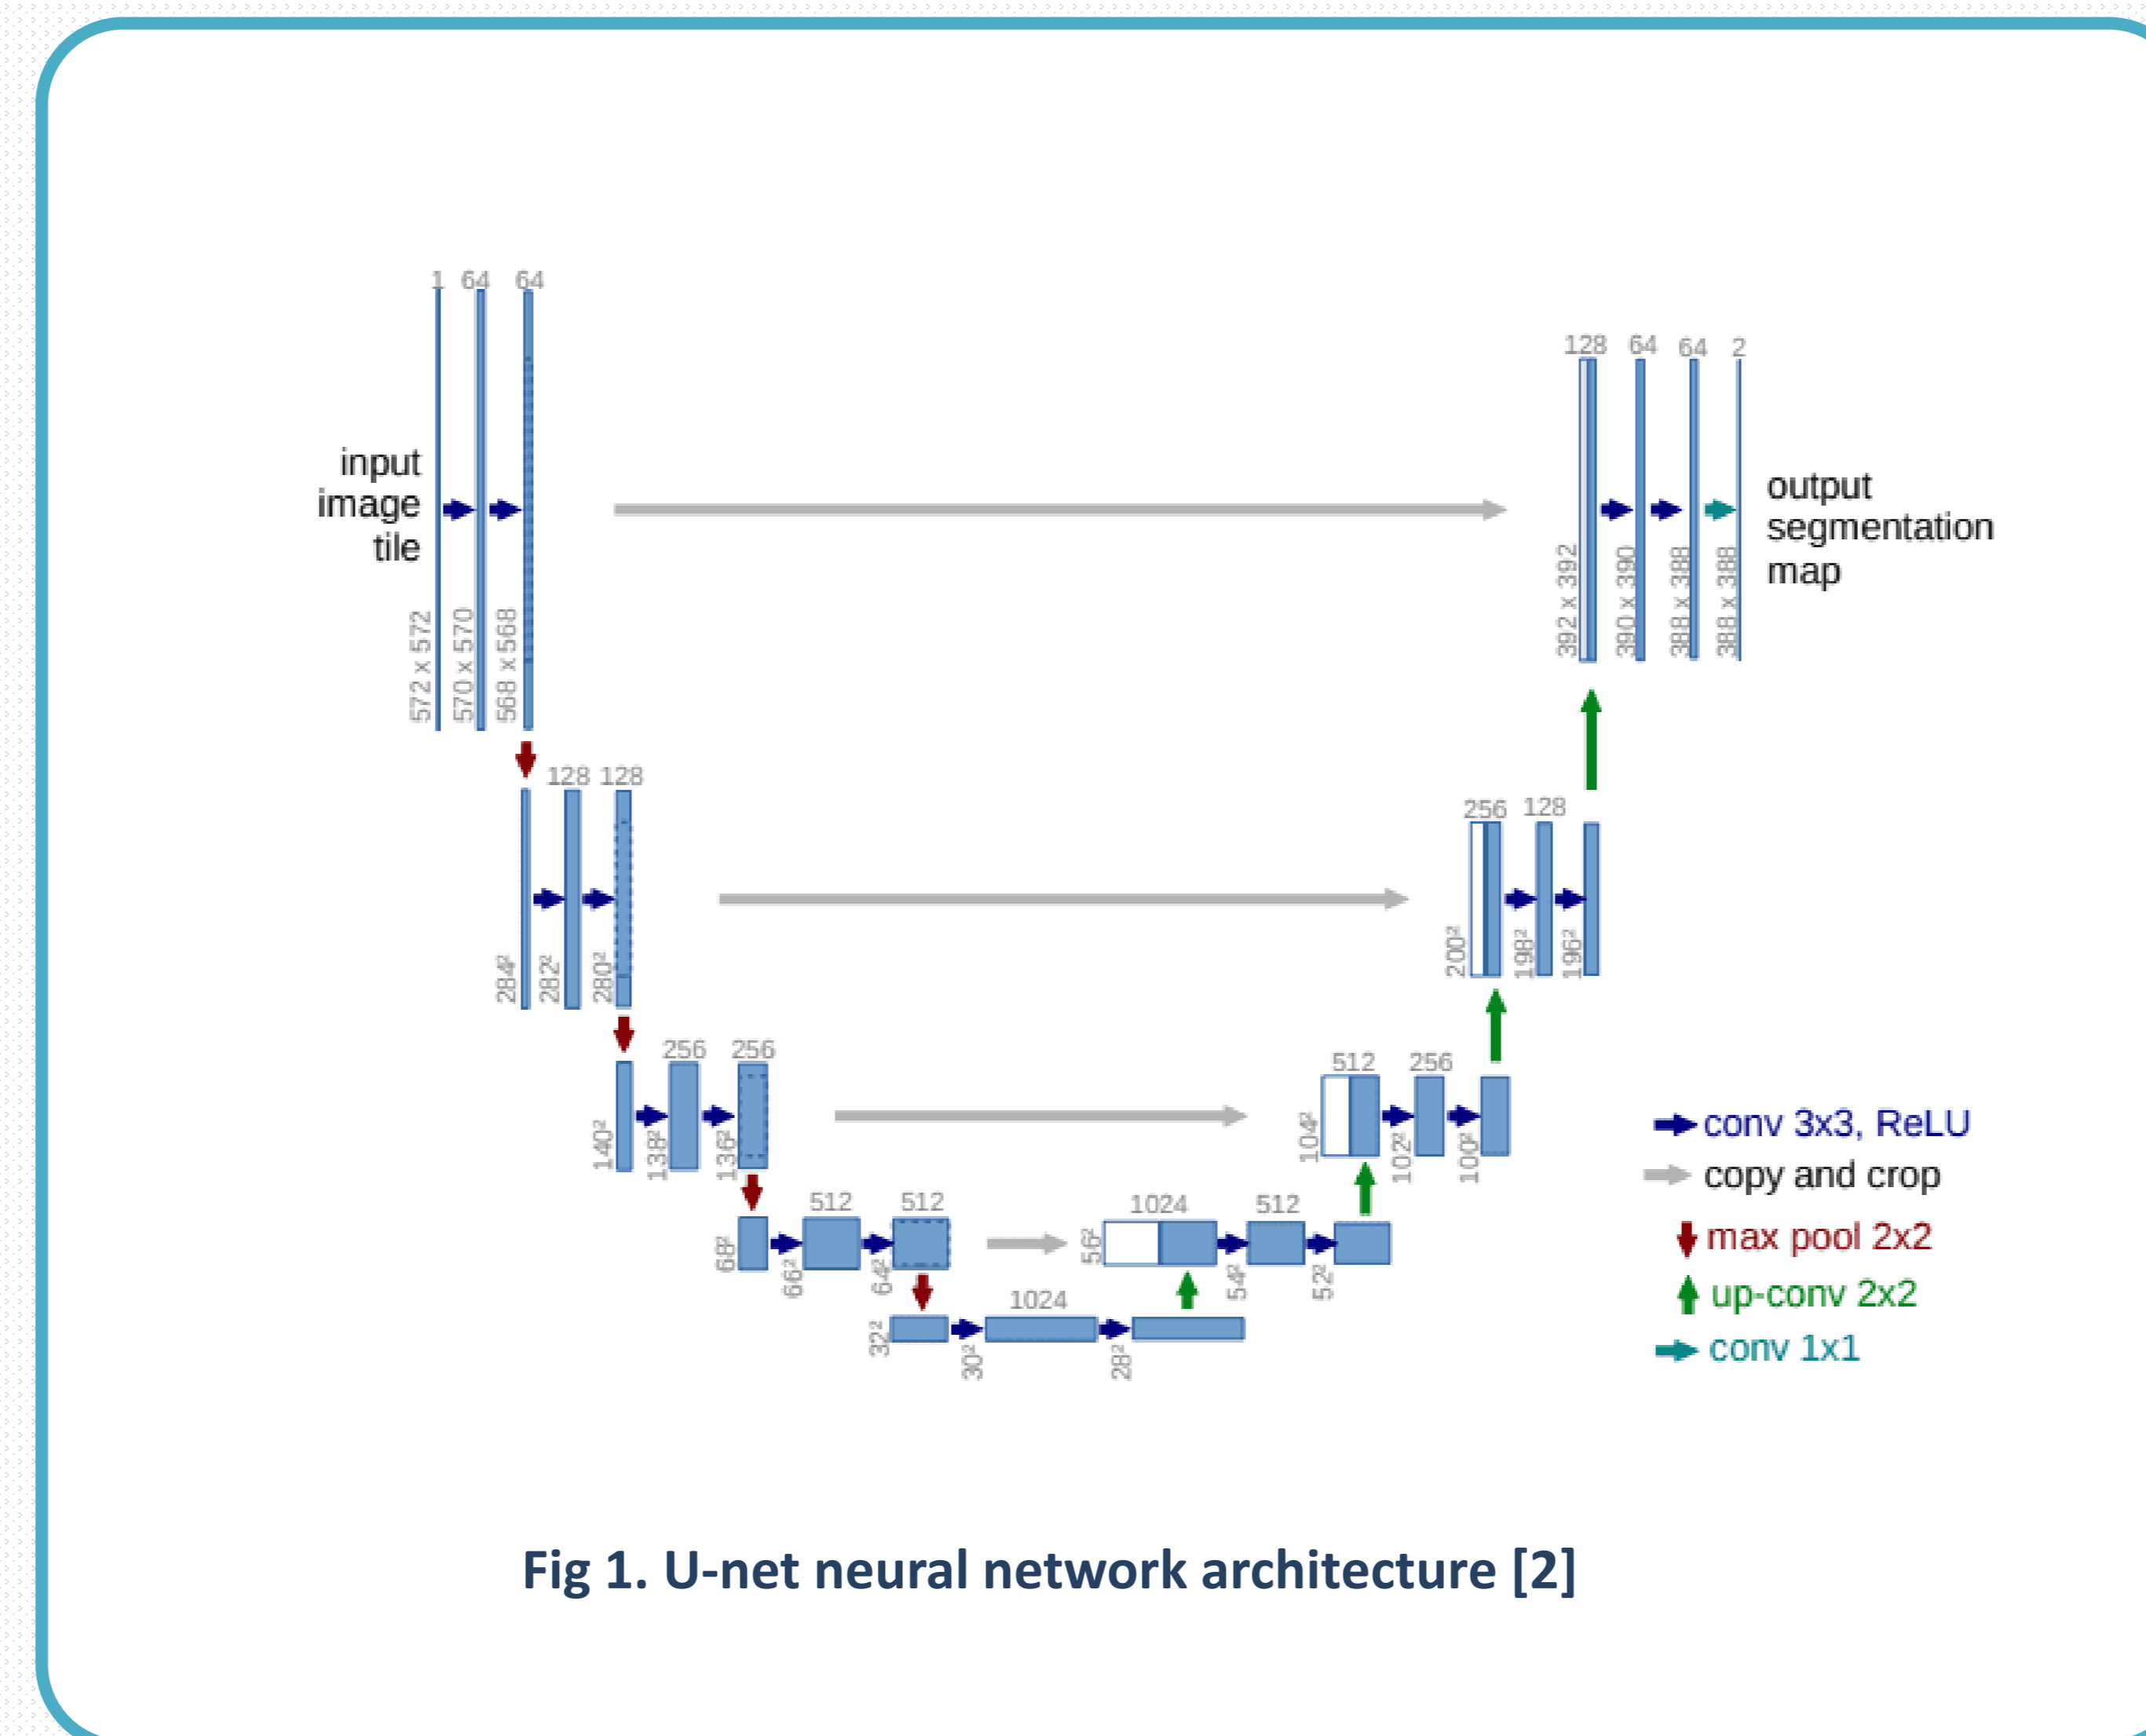 1 64 64
128 64 64 2
input
image
tile
output
segmentation
map
572 x 572
570 x 570
568 x 568
392 x 392
390 x 390
388 x 388
388 x 388
128 128
256 128
284²
282²
280²
200²
198²
196²
256 256
512 256
140²
138²
136²
104²
102²
100²
conv 3x3, ReLU
copy and crop
max pool 2x2
up-conv 2x2
conv 1x1
512 512
1024 512
68²
66²
64²
56²
54²
52²
1024
32²
30²
28²
Fig 1. U-net neural network architecture [2]